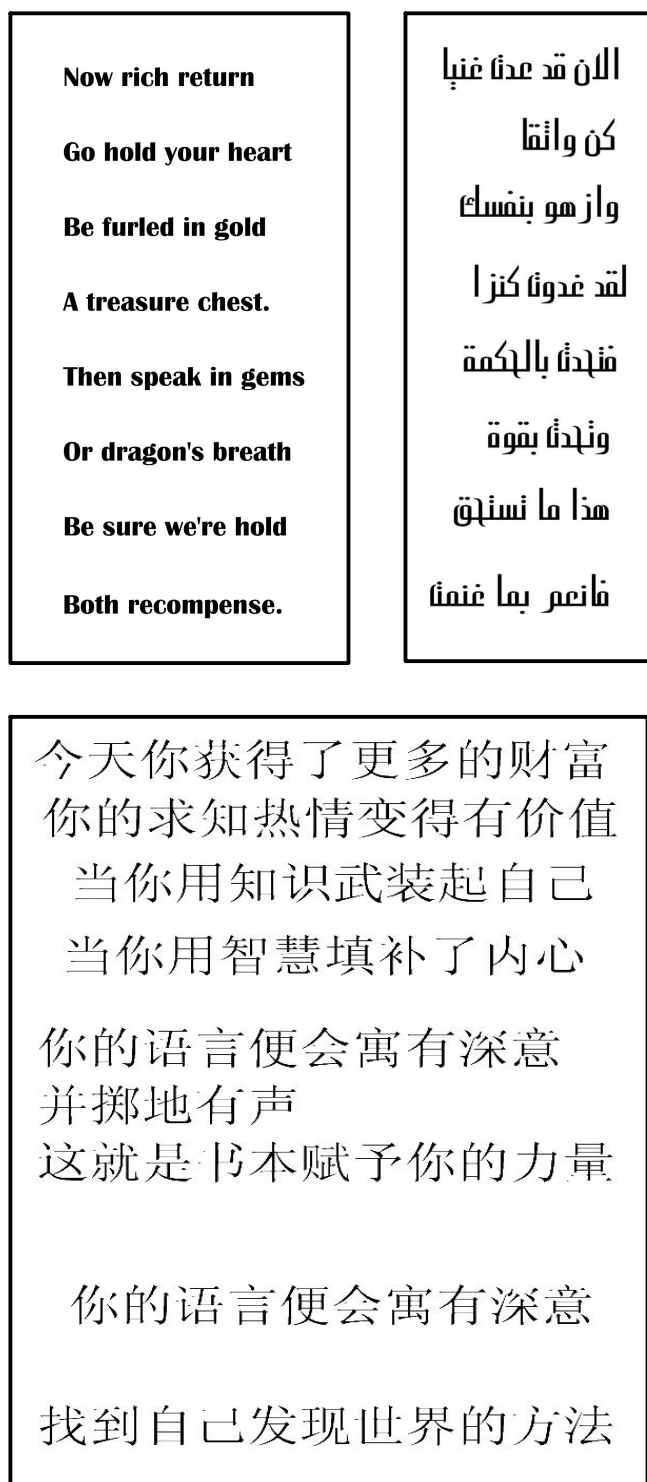 Now rich return
Go hold your heart
Be furled in gold
A treasure chest.
Then speak in gems
Or dragon's breath
Be sure we're hold
Both recompense.
الان قد عدت غنيا
كن واثقا
وازهو بنفسك
لقد غدوت كنزا
فتحدث بالحكمة
وتحدث بقوة
هذا ما تستحق
فانعم بما غنمت
今天你获得了更多的财富
你的求知热情变得有价值
当你用知识武装起自己
当你用智慧填补了内心
你的语言便会寓有深意
并掷地有声
这就是书本赋予你的力量
你的语言便会寓有深意
找到自己发现世界的方法